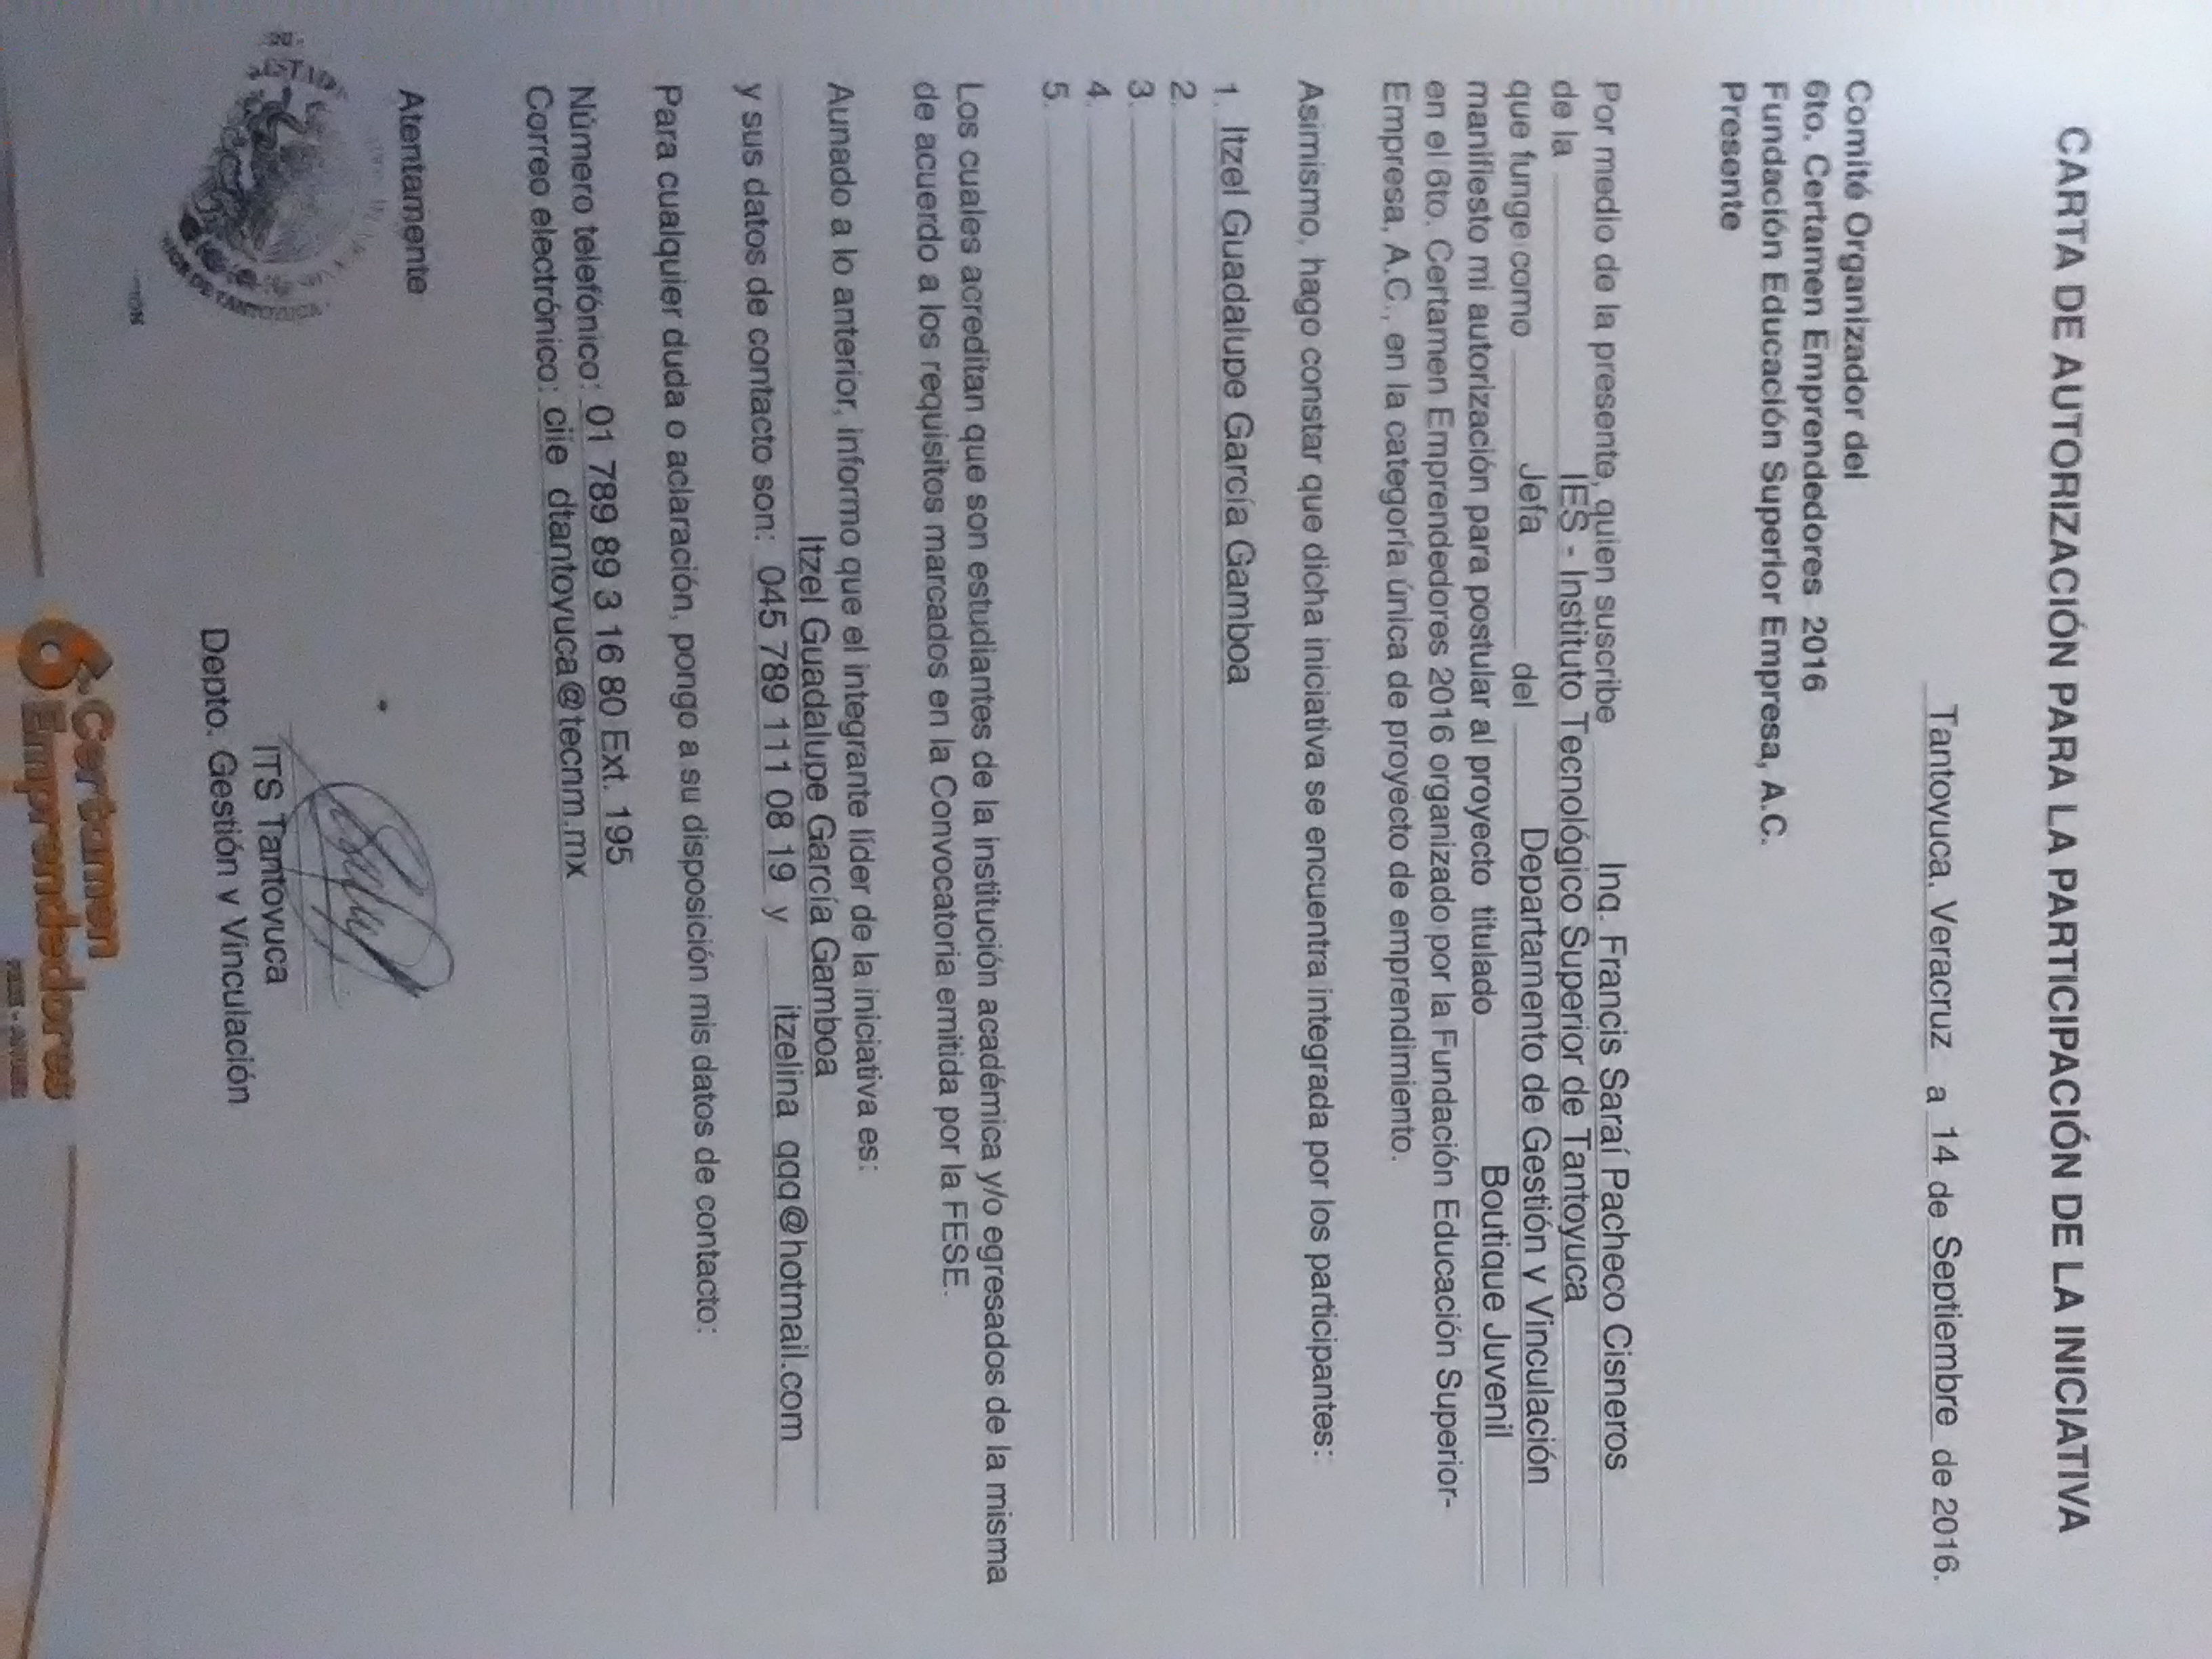 CARTA DE AUTORIZACIÓN PARA LA PARTICIPACIÓN DE LA INICIATIVA
Tantoyuca, Veracruz a 14 de Septiembre de 2016.
Comité Organizador del
6to. Certamen Emprendedores 2016
Fundación Educación Superior Empresa, A.C.
Presente
Por medio de la presente, quien suscribe Ing. Francis Saraí Pacheco Cisneros
de la IES - Instituto Tecnológico Superior de Tantoyuca
que funge como Jefa del Departamento de Gestión y Vinculación
manifiesto mi autorización para postular al proyecto titulado Boutique Juvenil
en el 6to. Certamen Emprendedores 2016 organizado por la Fundación Educación Superior-
Empresa, A.C., en la categoría única de proyecto de emprendimiento.
Asimismo, hago constar que dicha iniciativa se encuentra integrada por los participantes:
1. Itzel Guadalupe García Gamboa
2.
3.
4.
5.
Los cuales acreditan que son estudiantes de la institución académica y/o egresados de la misma
de acuerdo a los requisitos marcados en la Convocatoria emitida por la FESE.
Aunado a lo anterior, informo que el integrante líder de la iniciativa es:
Itzel Guadalupe García Gamboa
y sus datos de contacto son: 045 789 111 08 19 y itzelina_gqq@hotmail.com
Para cualquier duda o aclaración, pongo a su disposición mis datos de contacto:
Número telefónico: 01 789 89 3 16 80 Ext. 195
Correo electrónico: ciie_dtantoyuca@tecnm.mx
Atentamente
ITS Tantoyuca
Depto. Gestión y Vinculación
6 Certamen
Emprendedores